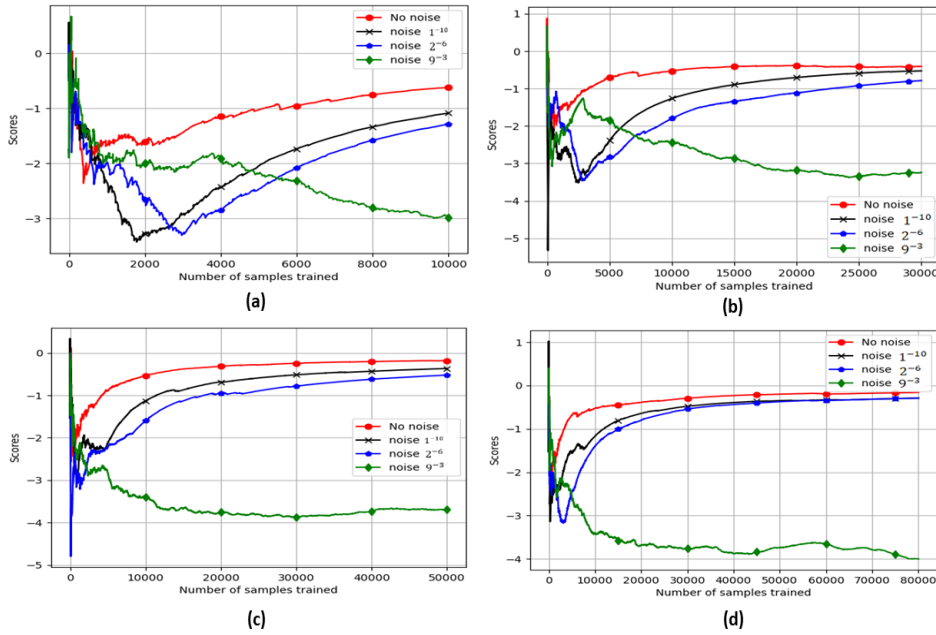 No noise
noise 1⁻¹⁰
noise 2⁻⁶
noise 9⁻³
0
-1
-2
-3
Scores
0 2000 4000 6000 8000 10000
Number of samples trained
(a)
1
0
-1
-2
-3
-4
-5
Scores
No noise
noise 1⁻¹⁰
noise 2⁻⁶
noise 9⁻³
0 5000 10000 15000 20000 25000 30000
Number of samples trained
(b)
0
-1
-2
-3
-4
-5
Scores
No noise
noise 1⁻¹⁰
noise 2⁻⁶
noise 9⁻³
0 10000 20000 30000 40000 50000
Number of samples trained
(c)
No noise
noise 1⁻¹⁰
noise 2⁻⁶
noise 9⁻³
1
0
-1
-2
-3
-4
Scores
0 10000 20000 30000 40000 50000 60000 70000 80000
Number of samples trained
(d)